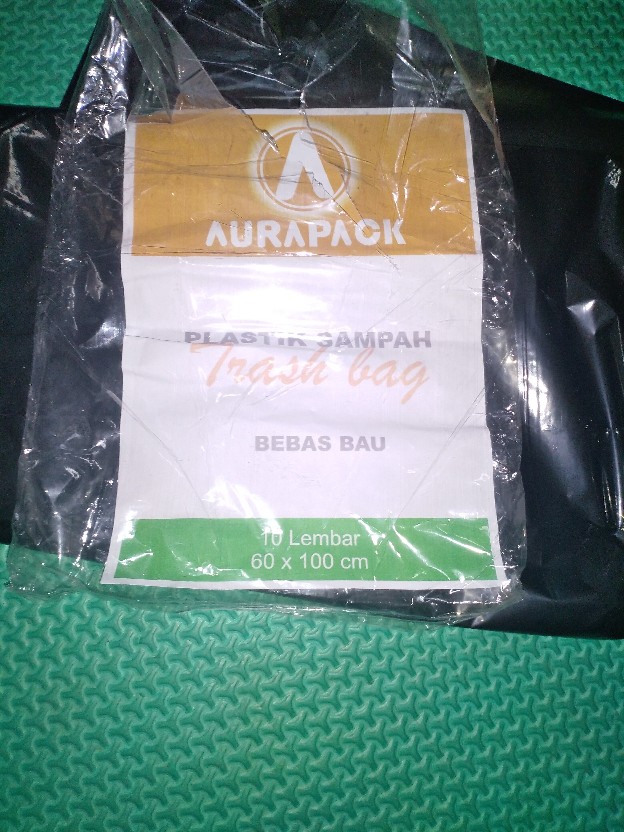 AURAPACK
PLASTIK SAMPAH
Trash bag
BEBAS BAU
10 Lembar
60 x 100 cm